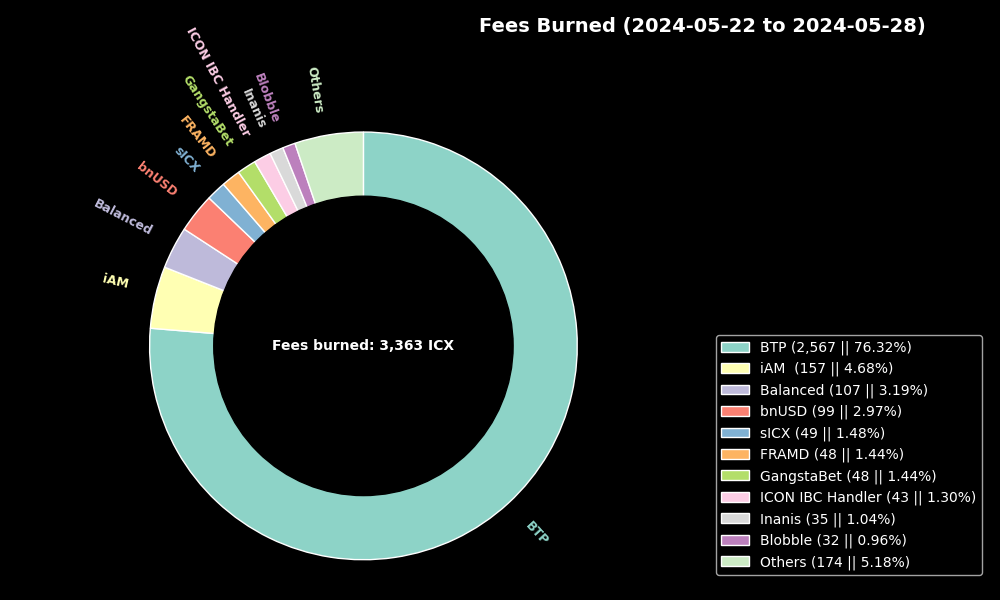 Fees Burned (2024-05-22 to 2024-05-28)
ICON IBC Handler
GangstaBet
Inanis
Blobble
Others
FRAMD
sICX
bnUSD
Balanced
iAM
Fees burned: 3,363 ICX
BTP
BTP (2,567 || 76.32%)
iAM  (157 || 4.68%)
Balanced (107 || 3.19%)
bnUSD (99 || 2.97%)
sICX (49 || 1.48%)
FRAMD (48 || 1.44%)
GangstaBet (48 || 1.44%)
ICON IBC Handler (43 || 1.30%)
Inanis (35 || 1.04%)
Blobble (32 || 0.96%)
Others (174 || 5.18%)